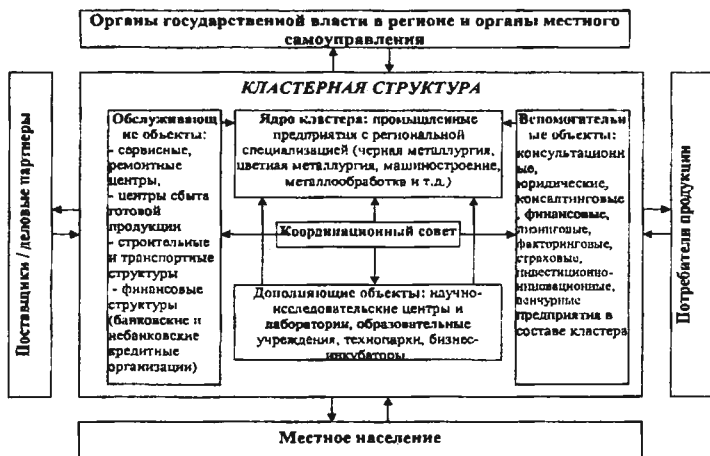 Органы государственной власти в регионе и органы местного
самоуправления
КЛАСТЕРНАЯ СТРУКТУРА
Поставщики / деловые партнеры
Обслуживающ
ие объекты:
- сервисные,
ремонтные
центры,
- центры сбыта
готовой
продукции
- строительные
и транспортные
структуры
- финансовые
структуры
(банковские и
небанковские
кредитные
организации)
Ядро кластера: промышленные
предприятия с региональной
специализацией (черная металлургия,
цветная металлургия, машиностроение,
металлообработка и т.д.)
Координационный совет
Дополняющие объекты: научно-
исследовательские центры и
лаборатории, образовательные
учреждения, технопарки, бизнес-
инкубаторы
Вспомогательн
ые объекты:
консультационн
ые,
юридические,
консалтинговые
, финансовые,
лизинговые,
факторинговые,
страховые,
инвестиционно-
инновационные,
венчурные
предприятия в
составе кластера
Потребители продукции
Местное население